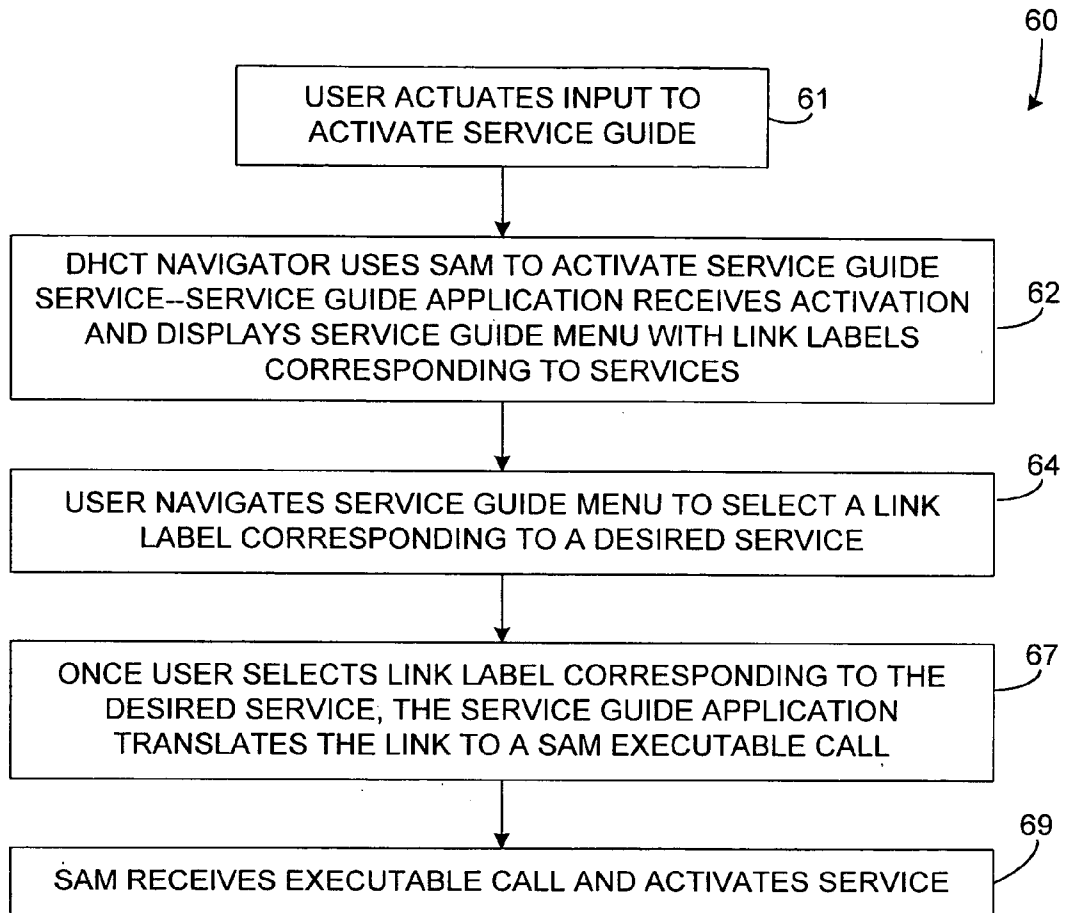 60
USER ACTUATES INPUT TO
ACTIVATE SERVICE GUIDE
61
DHCT NAVIGATOR USES SAM TO ACTIVATE SERVICE GUIDE
SERVICE--SERVICE GUIDE APPLICATION RECEIVES ACTIVATION
AND DISPLAYS SERVICE GUIDE MENU WITH LINK LABELS
CORRESPONDING TO SERVICES
62
USER NAVIGATES SERVICE GUIDE MENU TO SELECT A LINK
LABEL CORRESPONDING TO A DESIRED SERVICE
64
ONCE USER SELECTS LINK LABEL CORRESPONDING TO THE
DESIRED SERVICE, THE SERVICE GUIDE APPLICATION
TRANSLATES THE LINK TO A SAM EXECUTABLE CALL
67
SAM RECEIVES EXECUTABLE CALL AND ACTIVATES SERVICE
69